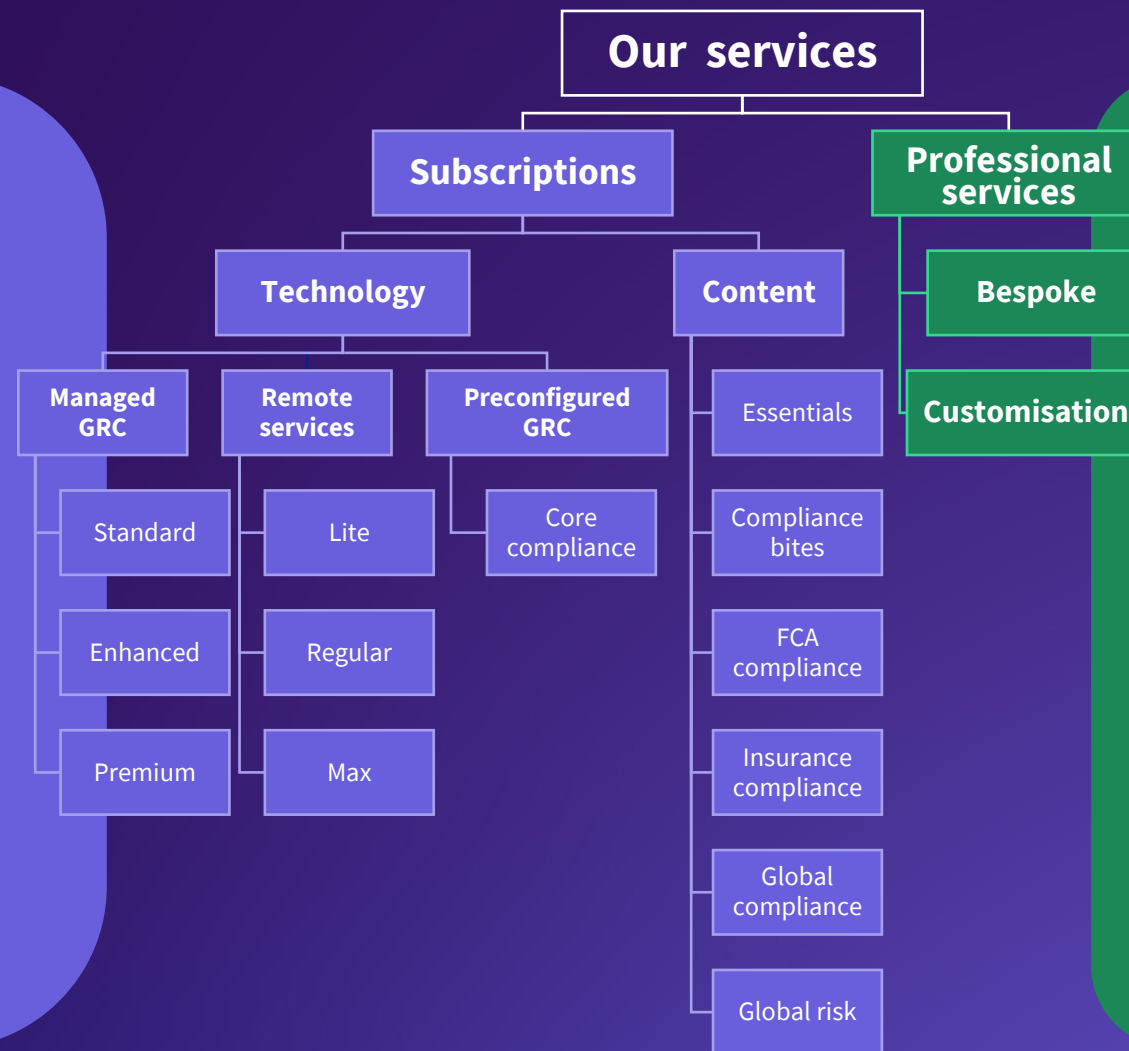 Our services
Subscriptions
Professional
services
Technology
Content
Bespoke
Managed
GRC
Remote
services
Preconfigured
GRC
Essentials
Customisation
Standard
Lite
Core
compliance
Compliance
bites
Enhanced
Regular
FCA
compliance
Premium
Max
Insurance
compliance
Global
compliance
Global risk